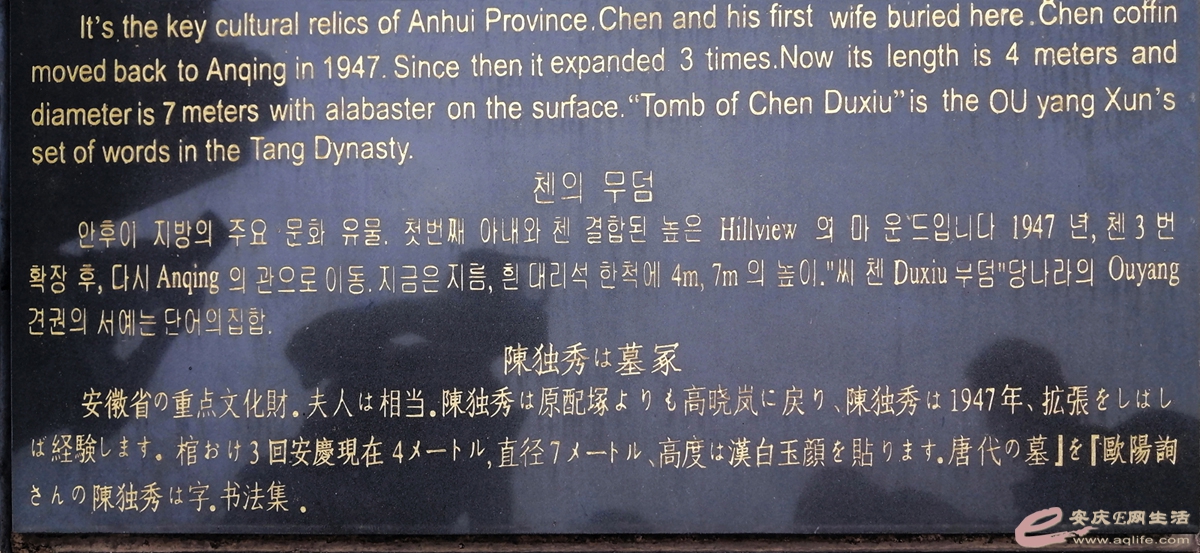 It's the key cultural relics of Anhui Province.Chen and his first wife buried here.Chen coffin
moved back to Anqing in 1947. Since then it expanded 3 times.Now its length is 4 meters and
diameter is 7 meters with alabaster on the surface."Tomb of Chen Duxiu"is the OU yang Xun's
set of words in the Tang Dynasty.
첸의 무덤
안후이 지방의 주요 문화 유물. 첫번째 아내와 첸 결합된 높은 Hillview 의 마 운드입니다 1947 년, 첸 3 번
확장 후, 다시 Anqing 의 관으로 이동. 지금은 지름, 흰 대리석 한척에 4m, 7m 의 높이."씨 첸 Duxiu 무덤"당나라의 Ouyang
견권의 서예는 단어의집합.
陳独秀は墓冢
安徽省の重点文化財.夫人は相当.陳独秀は原配塚よりも高暁岚に戻り、陳独秀は1947年、拡張をしばし
ば経験します。棺おけ3回安慶現在4メートル,直径7メートル、高度は漢白玉顔を貼ります.唐代の墓』を『歐陽詢
さんの陳独秀は字.书法集.
安庆E网生活
www.aqlife.com